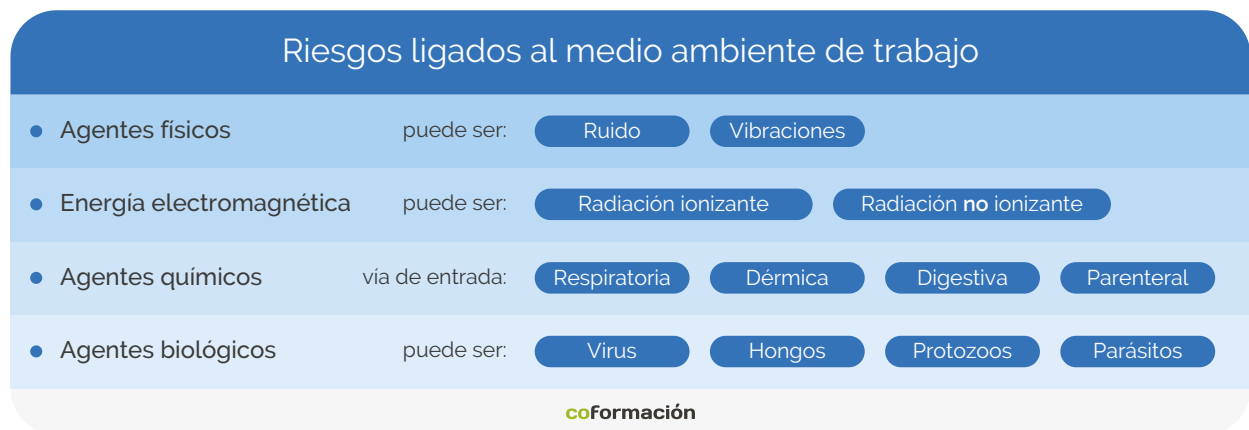 Riesgos ligados al medio ambiente de trabajo
Agentes físicos puede ser: Ruido Vibraciones
Energía electromagnética puede ser: Radiación ionizante Radiación no ionizante
Agentes químicos vía de entrada: Respiratoria Dérmica Digestiva Parenteral
Agentes biológicos puede ser: Virus Hongos Protozoos Parásitos
coformación